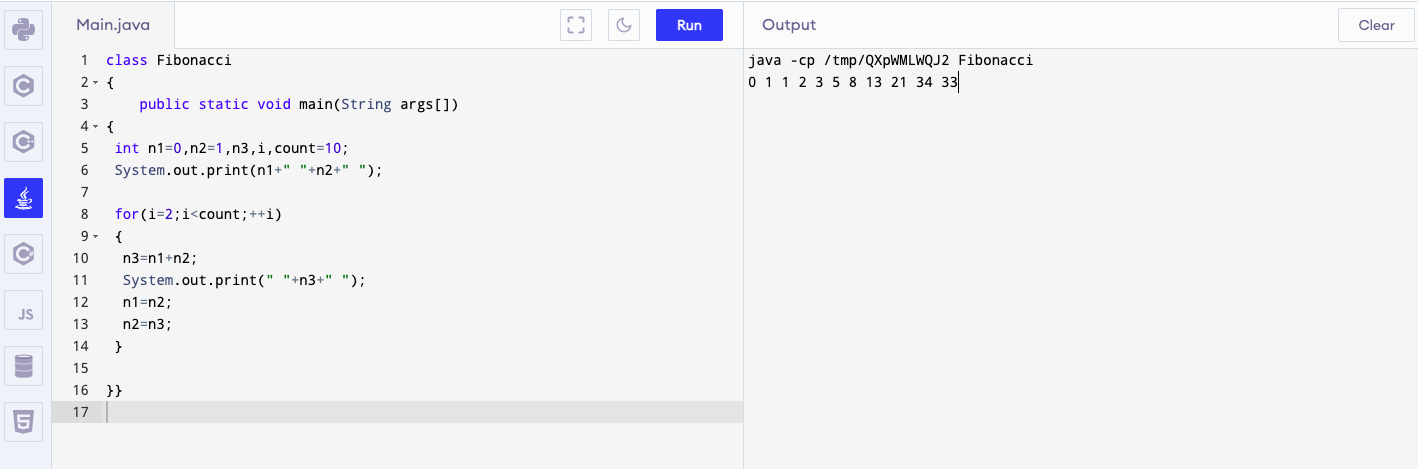 Main.java
Run
Output
Clear
1 class Fibonacci
2 {
3     public static void main(String args[])
4 {
5  int n1=0,n2=1,n3,i,count=10;
6  System.out.print(n1+" "+n2+" ");
7
8  for(i=2;i<count;++i)
9  {
10   n3=n1+n2;
11   System.out.print(" "+n3+" ");
12   n1=n2;
13   n2=n3;
14  }
15
16 }}
17
java -cp /tmp/QXpWMLWQJ2 Fibonacci
0 1 1 2 3 5 8 13 21 34 33
C
C++
C#
JS
5